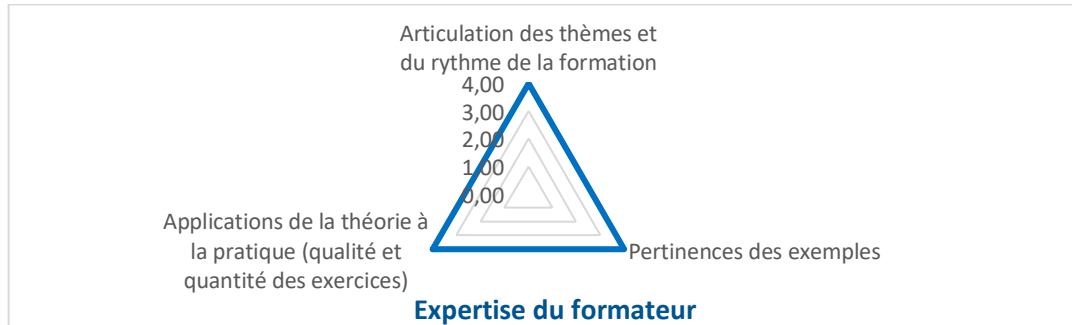 Articulation des thèmes et
du rythme de la formation
4,00
3,00
2,00
1,00
0,00
Applications de la théorie à
la pratique (qualité et
quantité des exercices)
Pertinences des exemples
Expertise du formateur